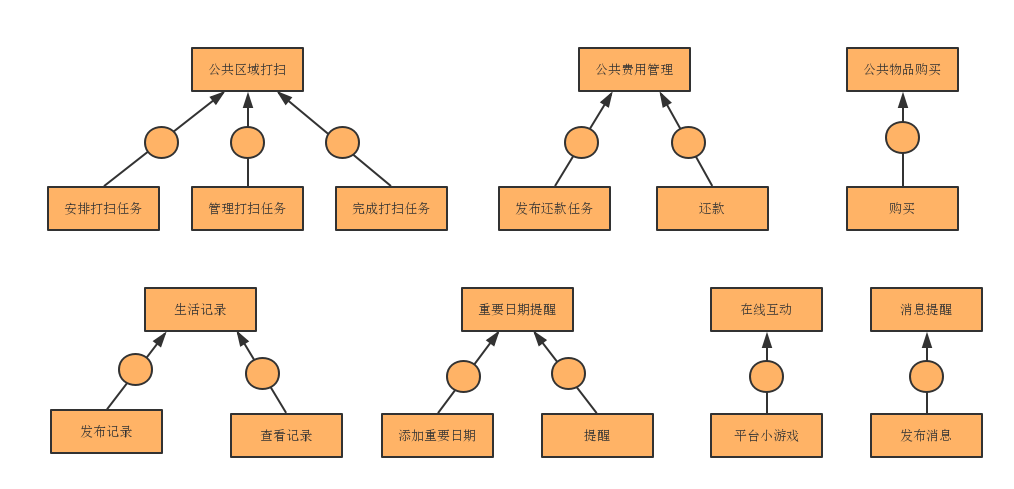 公共区域打扫
公共费用管理
公共物品购买
安排打扫任务
管理打扫任务
完成打扫任务
发布还款任务
还款
购买
生活记录
重要日期提醒
在线互动
消息提醒
发布记录
查看记录
添加重要日期
提醒
平台小游戏
发布消息